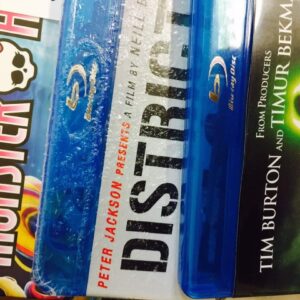 MONSTER H
Blu-ray Disc
PETER JACKSON PRESENTS A FILM BY NEILL B
DISTRICT
Blu-ray Disc
FROM PRODUCERS
TIM BURTON AND TIMUR BEKM